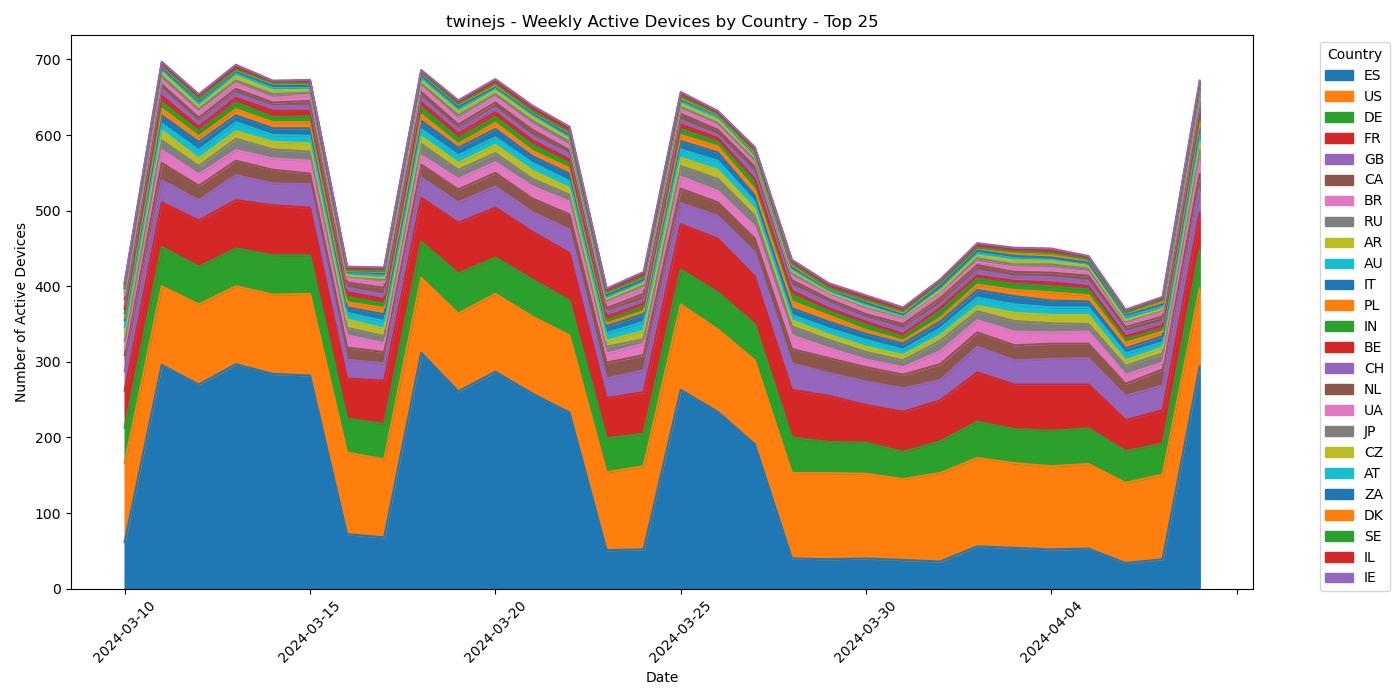 twinejs - Weekly Active Devices by Country - Top 25
Number of Active Devices
700
600
500
400
300
200
100
0
2024-03-10
2024-03-15
2024-03-20
2024-03-25
2024-03-30
2024-04-04
Date
Country
ES
US
DE
FR
GB
CA
BR
RU
AR
AU
IT
PL
IN
BE
CH
NL
UA
JP
CZ
AT
ZA
DK
SE
IL
IE